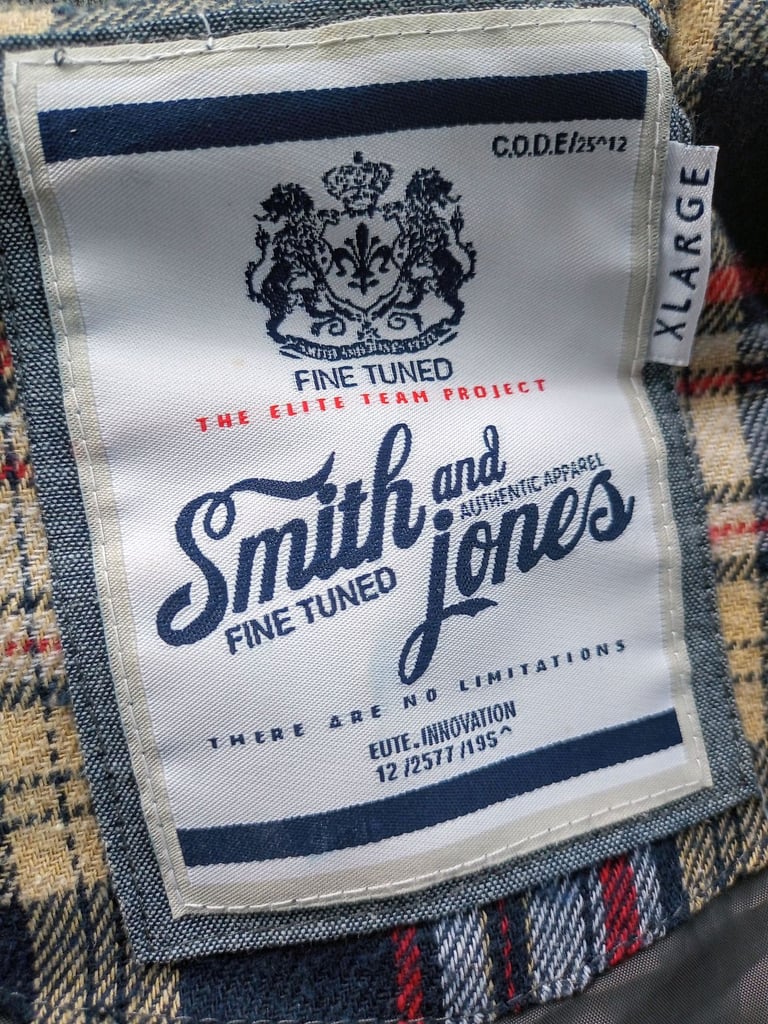 C.O.D.E/25^12
XLARGE
FINE TUNED
THE ELITE TEAM PROJECT
Smith and
AUTHENTIC APPAREL
jones
FINE TUNED
THERE ARE NO LIMITATIONS
EUTE.INNOVATION
12/2577/195^